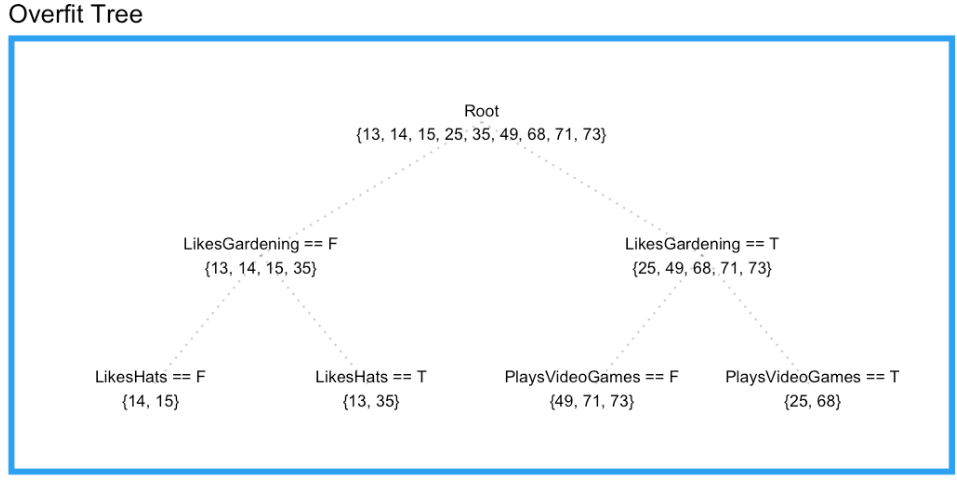 Overfit Tree
Root
{13, 14, 15, 25, 35, 49, 68, 71, 73}
LikesGardening == F
{13, 14, 15, 35}
LikesGardening == T
{25, 49, 68, 71, 73}
LikesHats == F
{14, 15}
LikesHats == T
{13, 35}
PlaysVideoGames == F
{49, 71, 73}
PlaysVideoGames == T
{25, 68}